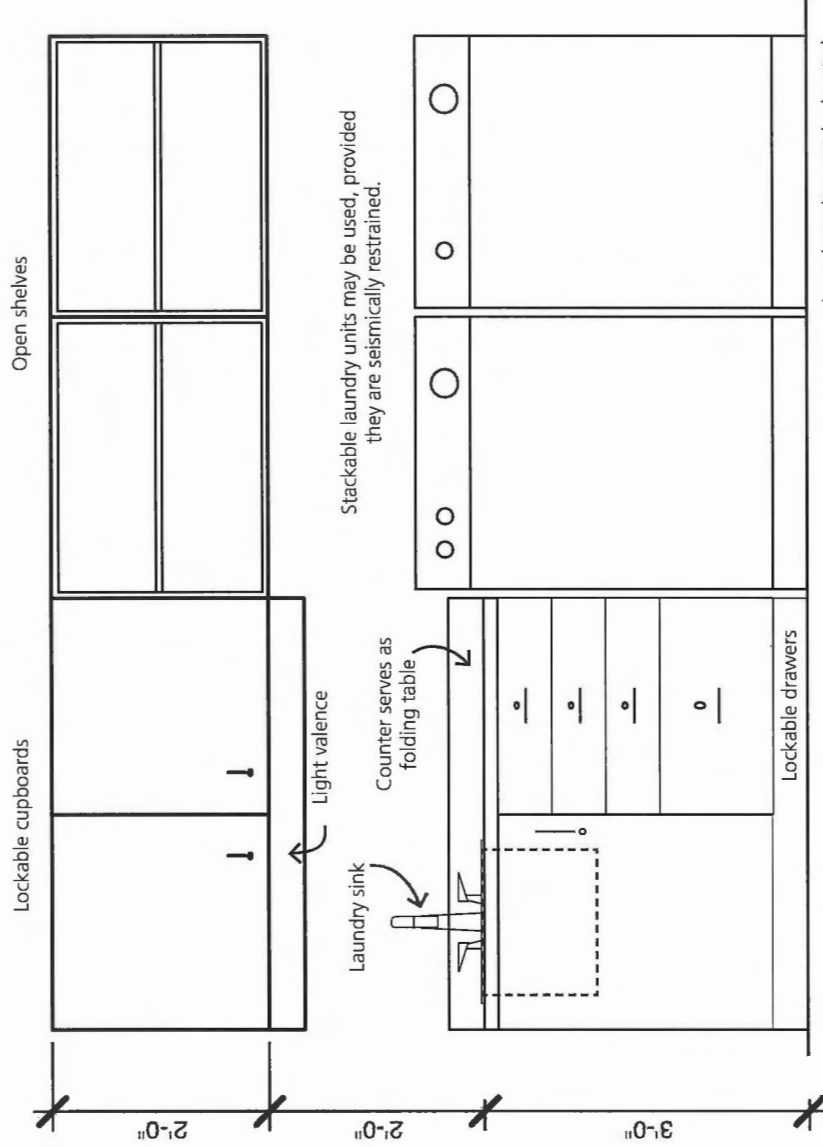 Lockable cupboards
Open shelves
Light valence
Stackable laundry units may be used, provided
they are seismically restrained.
Laundry sink
Counter serves as
folding table
Lockable drawers
2'-0"
2'-0"
3'-0"